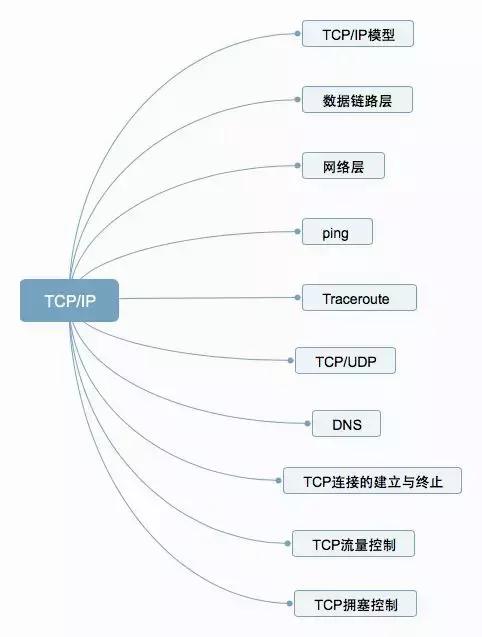 TCP/IP模型
数据链路层
网络层
ping
TCP/IP
Traceroute
TCP/UDP
DNS
TCP连接的建立与终止
TCP流量控制
TCP拥塞控制